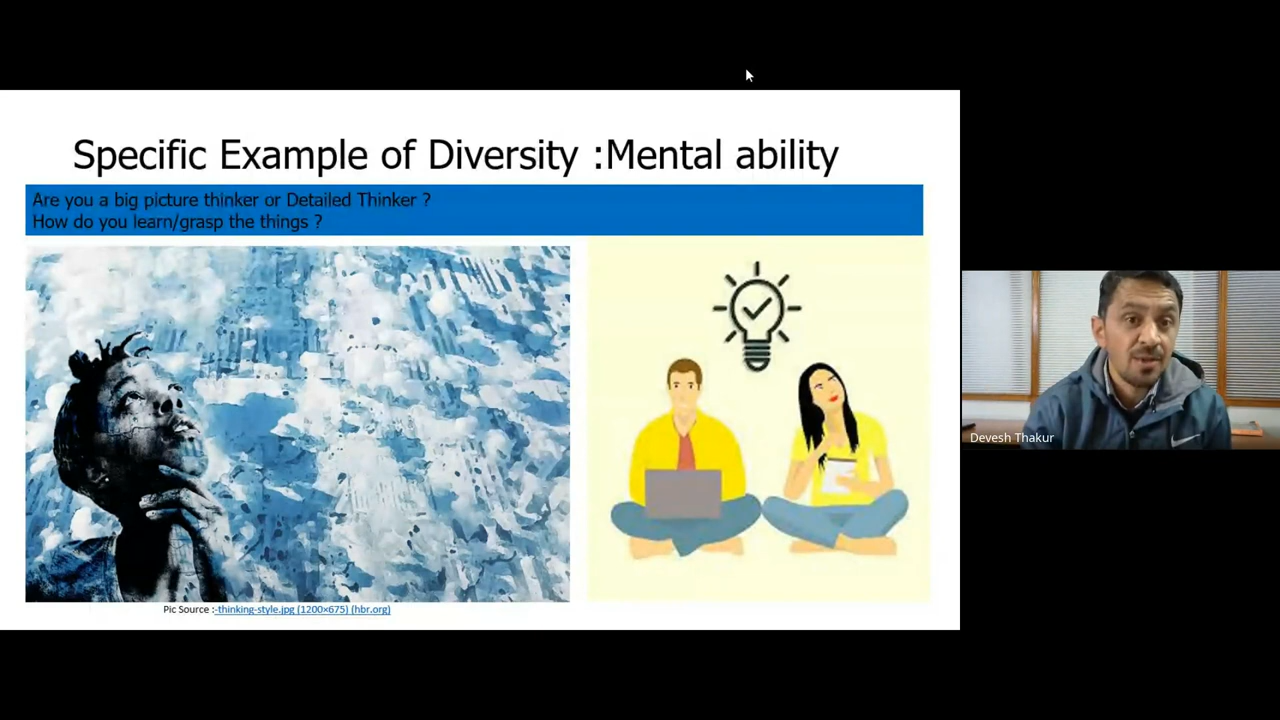 Specific Example of Diversity :Mental ability
Are you a big picture thinker or Detailed Thinker ?
How do you learn/grasp the things ?
Pic Source :-thinking-style.jpg (1200×675) (hbr.org)
Devesh Thakur